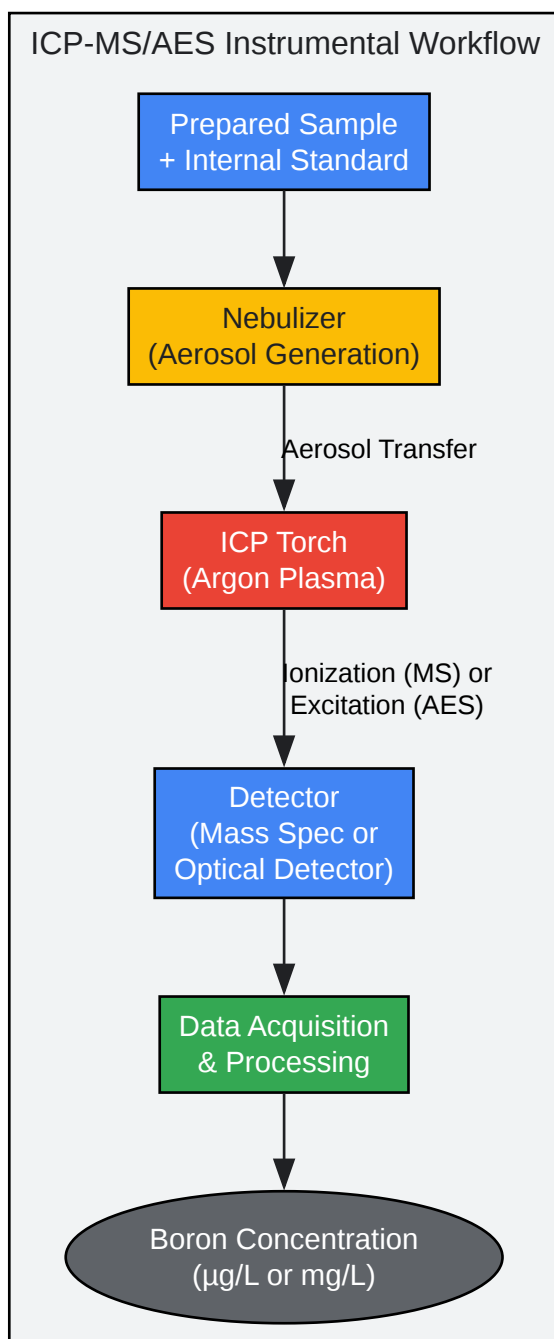 ICP-MS/AES Instrumental Workflow
Prepared Sample
+ Internal Standard
Nebulizer
(Aerosol Generation)
Aerosol Transfer
ICP Torch
(Argon Plasma)
Ionization (MS) or
Excitation (AES)
Detector
(Mass Spec or
Optical Detector)
Data Acquisition
& Processing
Boron Concentration
(µg/L or mg/L)